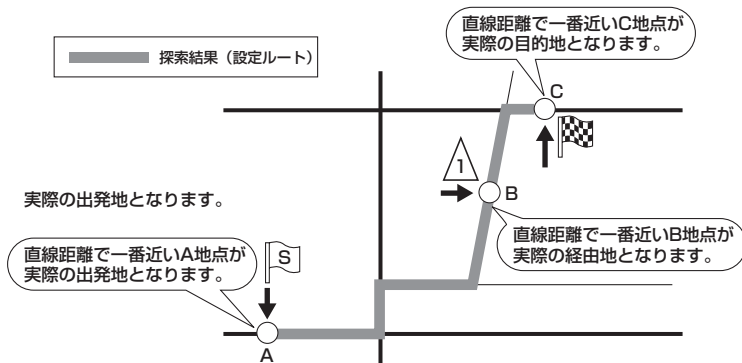 直線距離で一番近いC地点が
実際の目的地となります。
探索結果（設定ルート）
C
1
B
実際の出発地となります。
直線距離で一番近いB地点が
実際の経由地となります。
直線距離で一番近いA地点が
実際の出発地となります。
S
A